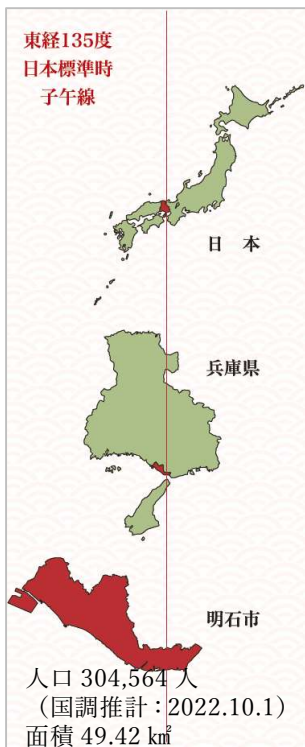 東経135度
日本標準時
子午線
日 本
兵庫県
明石市
人口 304,564 人
（国調推計：2022.10.1）
面積 49.42 ㎢